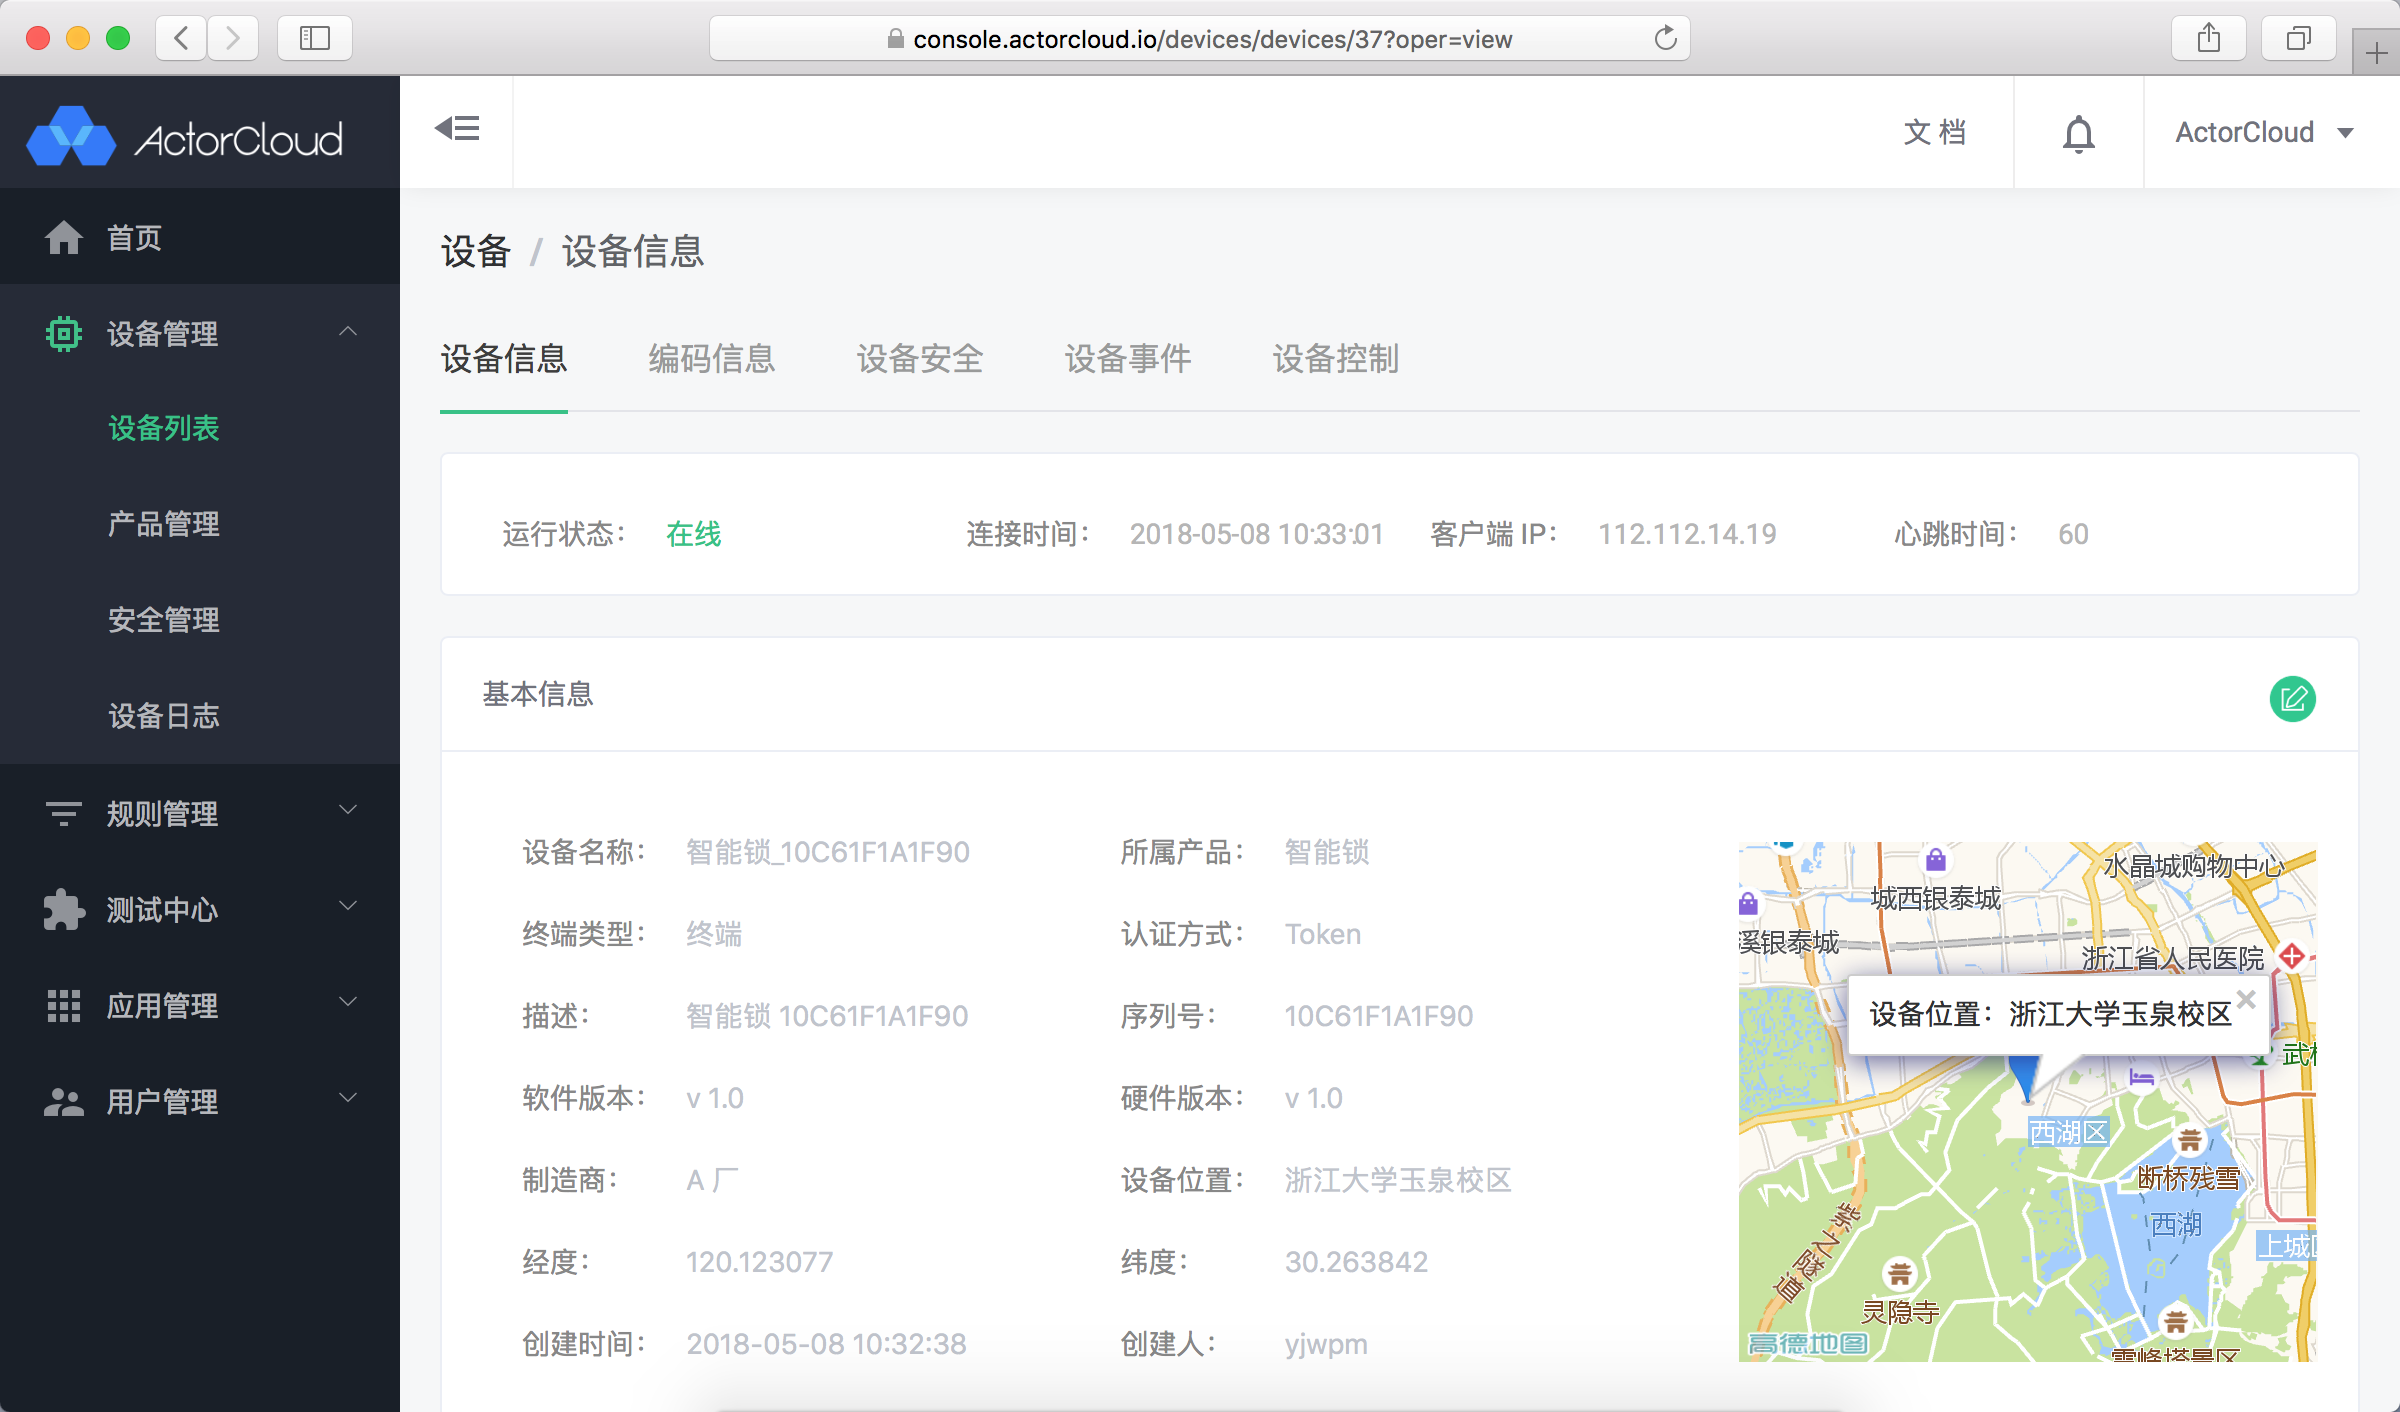 console.actorcloud.io/devices/devices/37?oper=view
ActorCloud
文 档
ActorCloud
首页
设备管理
设备列表
产品管理
安全管理
设备日志
规则管理
测试中心
应用管理
用户管理
设备 / 设备信息
设备信息 编码信息 设备安全 设备事件 设备控制
运行状态： 在线 连接时间： 2018-05-08 10:33:01 客户端 IP： 112.112.14.19 心跳时间： 60
基本信息
设备名称： 智能锁_10C61F1A1F90 所属产品： 智能锁
终端类型： 终端 认证方式： Token
描述： 智能锁 10C61F1A1F90 序列号： 10C61F1A1F90
软件版本： v 1.0 硬件版本： v 1.0
制造商： A 厂 设备位置： 浙江大学玉泉校区
经度： 120.123077 纬度： 30.263842
创建时间： 2018-05-08 10:32:38 创建人： yjwpm
水晶城购物中心
城西银泰城
溪银泰城
浙江省人民医院
设备位置：浙江大学玉泉校区
武
西湖区
断桥残雪
西湖
上城
紫之隧道
灵隐寺
高德地图
雷峰塔景区